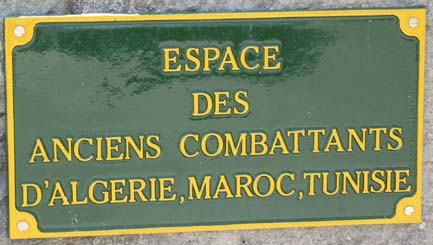 ESPACE
DES
ANCIENS COMBATTANTS
D'ALGERIE,MAROC,TUNISIE